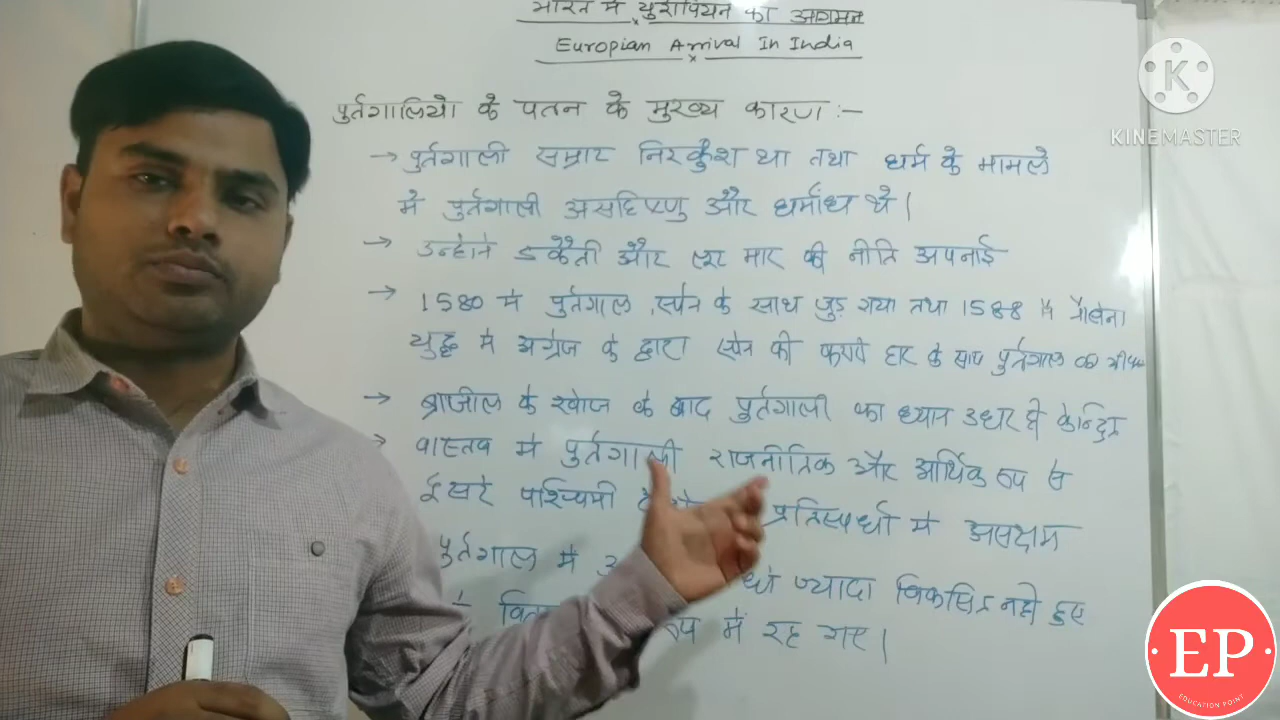 भारत मे यूरोपियन का आगमन
Europian Arrival In India
पुर्तगालियो के पतन के मुख्य कारण :-
→ पुर्तगाली सम्राट निरकुंश था तथा धर्म के मामले
मे पुर्तगाली असहिष्णु और धर्मांध थे |
→ उन्होने डकैती और लूट मार की नीति अपनाई
→ 1580 मे पुर्तगाल स्पेन के साथ जुड़ गया तथा 1588
युद्ध मे अंग्रेज के द्वारा स्पेन की हार के साथ पुर्तगाल
→ ब्राजील के खोज के बाद पुर्तगाली का ध्यान उधर ही केन्द्रित
→ वास्तव मे पुर्तगाली राजनीतिक और आर्थिक रूप से
दुसरे पश्चिमी प्रतिस्पर्धा मे असक्षम
पुर्तगाल मे ज्यादा विकसित नही हुए
रूप में रह गए |
KINEMASTER
EP
EDUCATION POINT